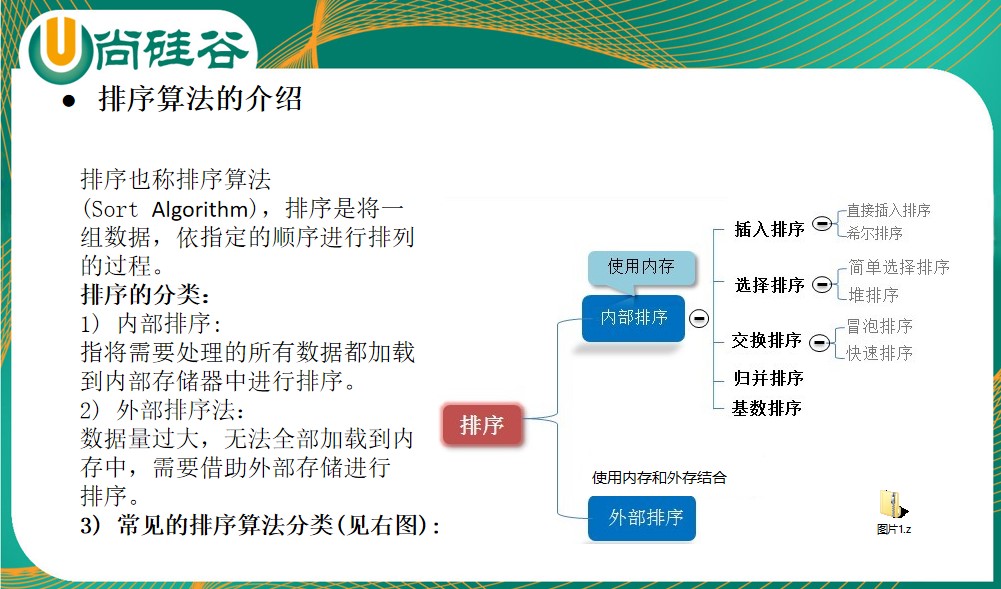 尚硅谷
排序算法的介绍
排序也称排序算法
(Sort Algorithm)，排序是将一
组数据，依指定的顺序进行排列
的过程。
排序的分类：
1) 内部排序:
指将需要处理的所有数据都加载
到内部存储器中进行排序。
2) 外部排序法：
数据量过大，无法全部加载到内
存中，需要借助外部存储进行
排序。
3) 常见的排序算法分类(见右图)：
排序
使用内存
内部排序
插入排序
直接插入排序
希尔排序
选择排序
简单选择排序
堆排序
交换排序
冒泡排序
快速排序
归并排序
基数排序
使用内存和外存结合
外部排序
图片1.z